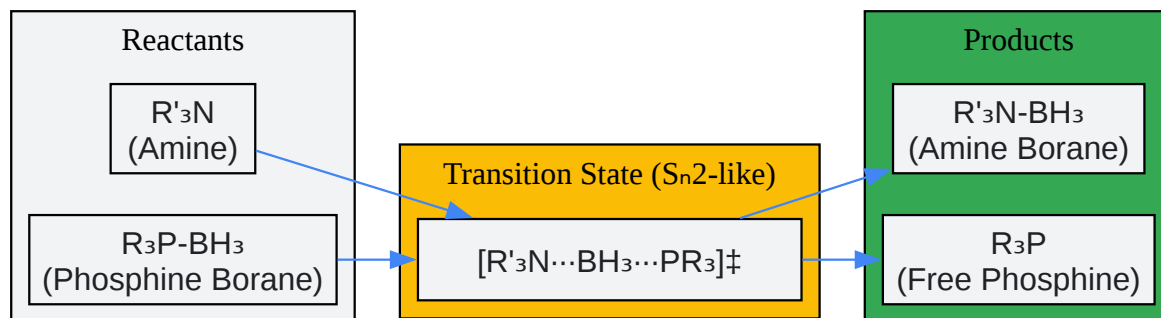 Reactants
R'₃N
(Amine)
R₃P-BH₃
(Phosphine Borane)
Transition State (Sₙ2-like)
[R'₃N···BH₃···PR₃]‡
Products
R'₃N-BH₃
(Amine Borane)
R₃P
(Free Phosphine)